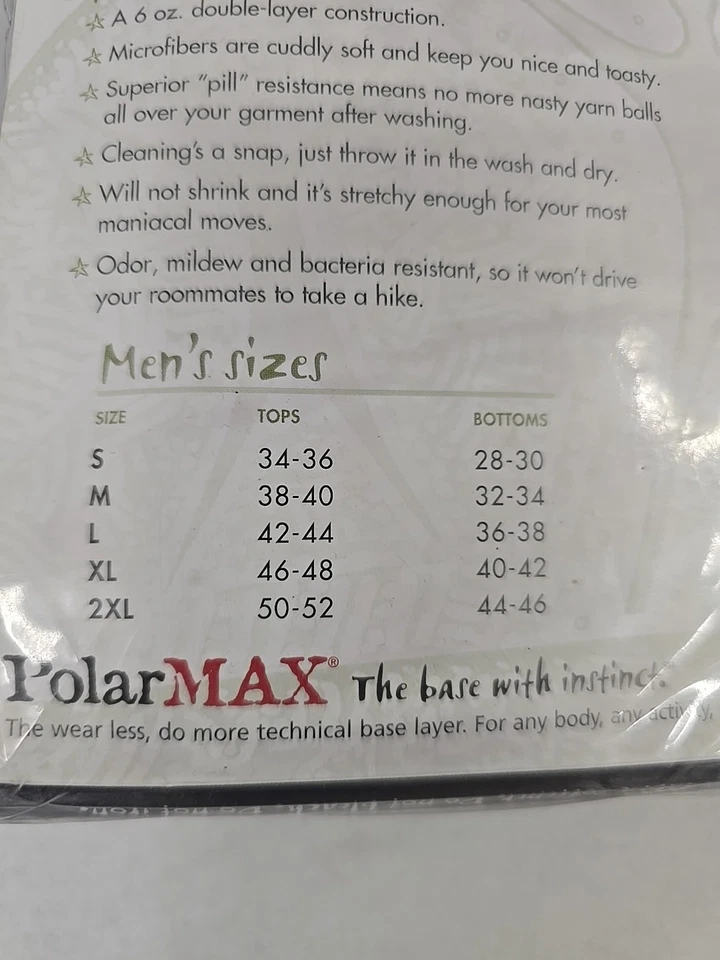 A 6 oz. double-layer construction.
Microfibers are cuddly soft and keep you nice and toasty.
Superior "pill" resistance means no more nasty yarn balls
all over your garment after washing.
Cleaning's a snap, just throw it in the wash and dry.
Will not shrink and it's stretchy enough for your most
maniacal moves.
Odor, mildew and bacteria resistant, so it won't drive
your roommates to take a hike.
Men's sizes
SIZE TOPS BOTTOMS
S 34-36 28-30
M 38-40 32-34
L 42-44 36-38
XL 46-48 40-42
2XL 50-52 44-46
PolarMAX® The base with instinct.
The wear less, do more technical base layer. For any body, any activity,